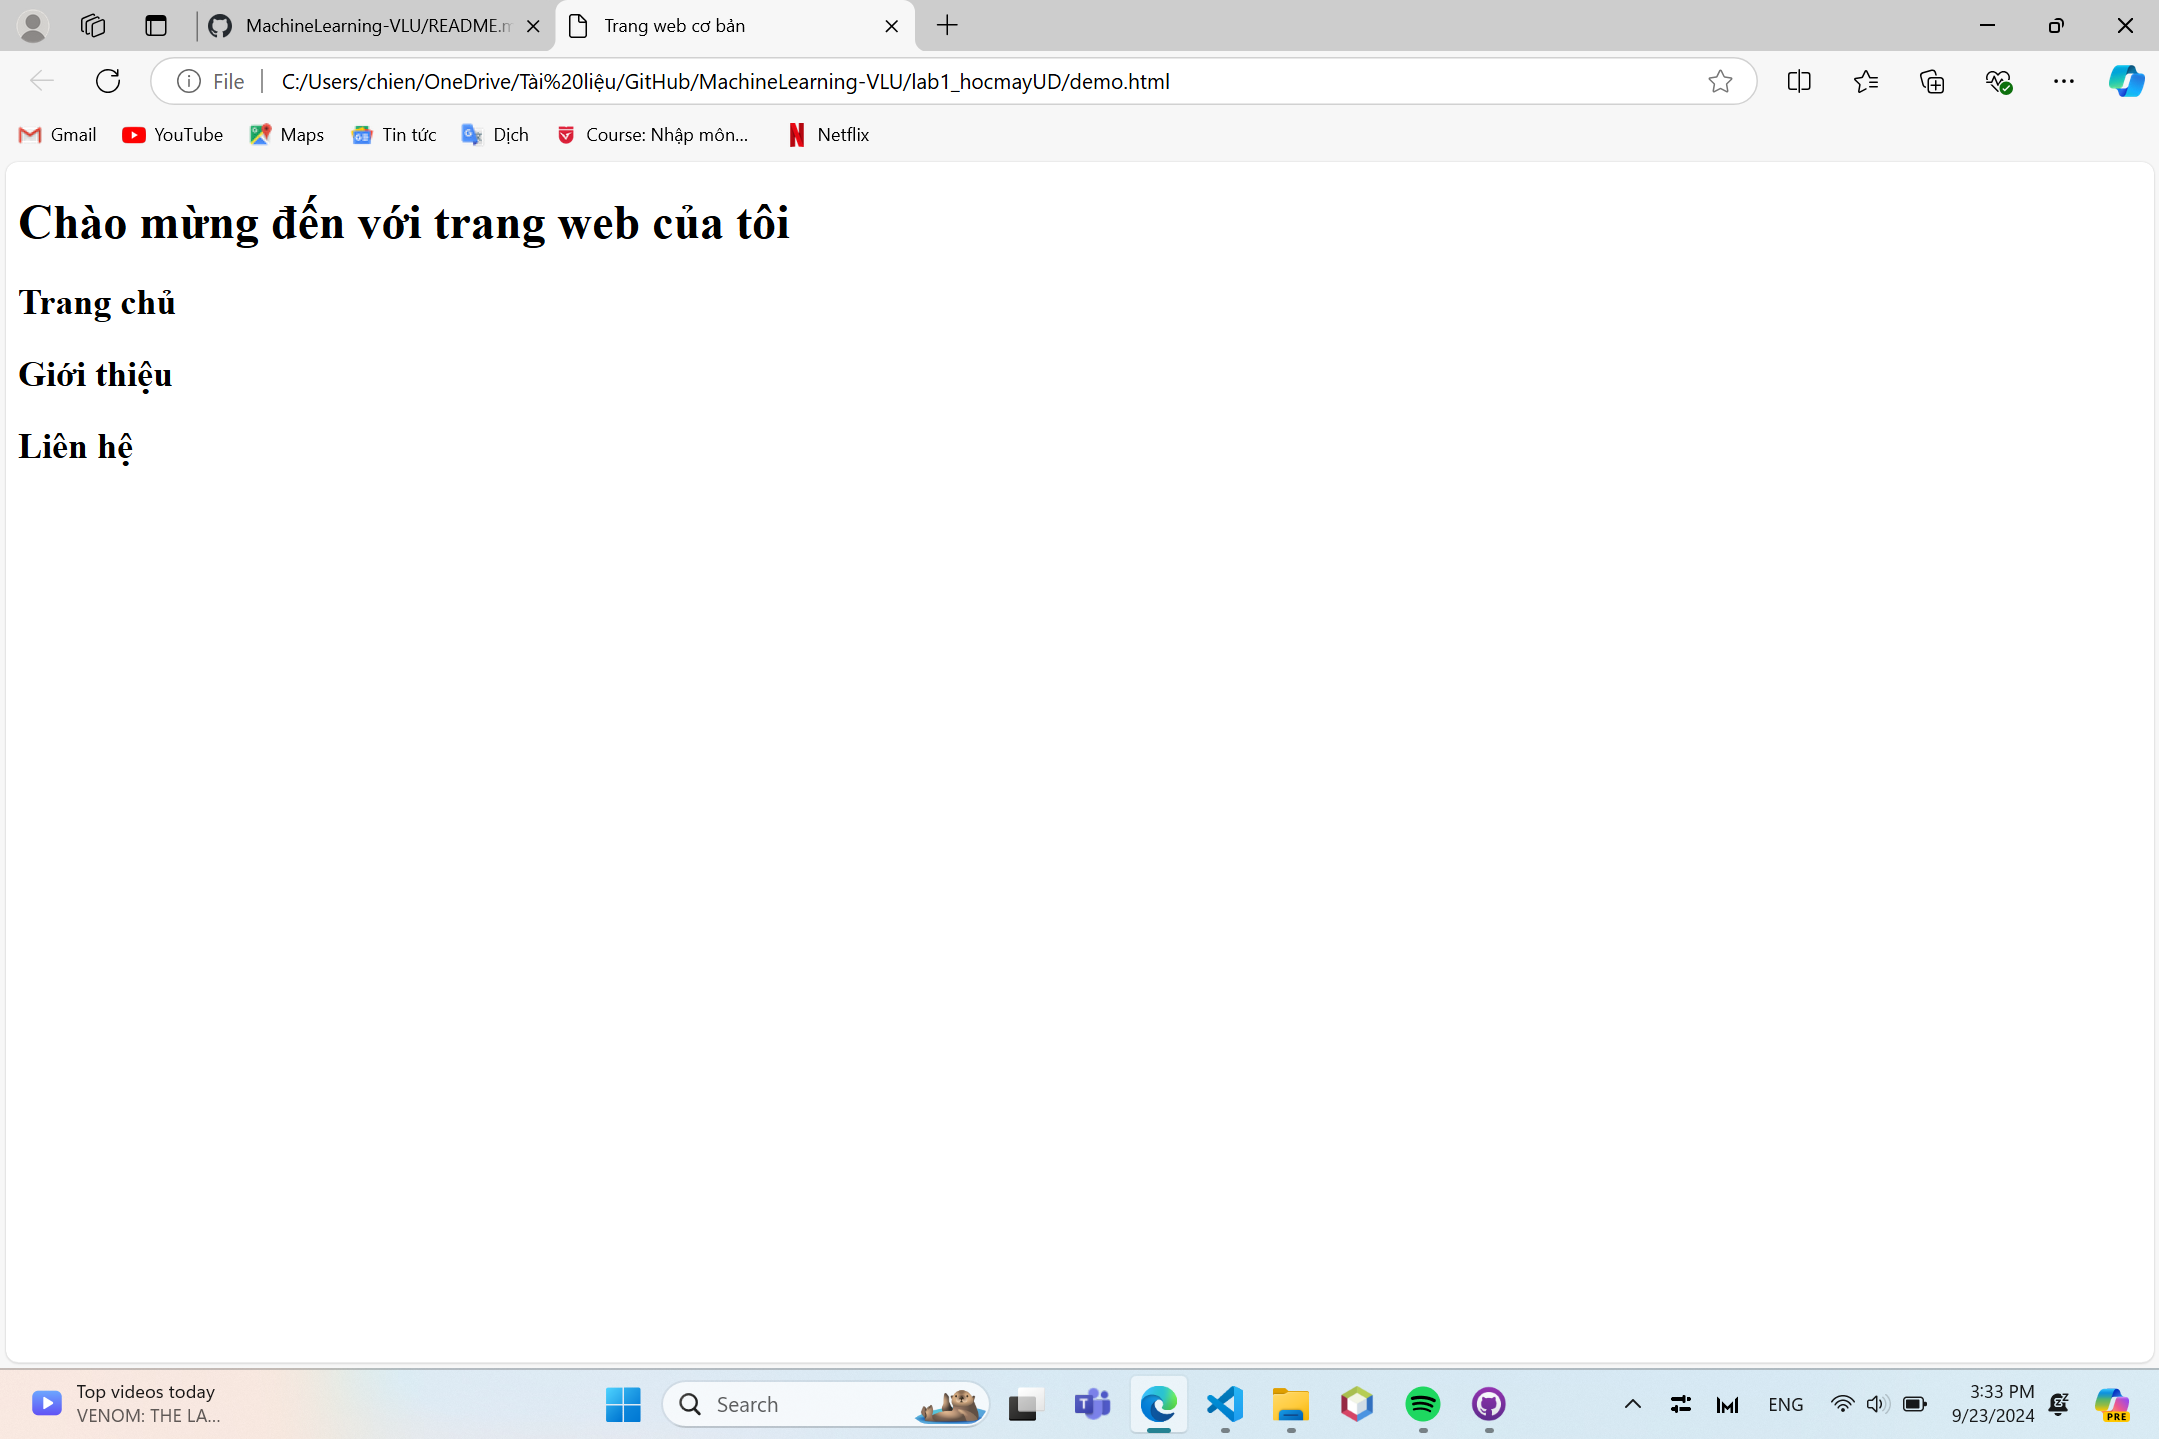 MachineLearning-VLU/README.m
Trang web cơ bản
File
C:/Users/chien/OneDrive/Tài%20liệu/GitHub/MachineLearning-VLU/lab1_hocmayUD/demo.html
Gmail
YouTube
Maps
Tin tức
Dịch
Course: Nhập môn...
Netflix
Chào mừng đến với trang web của tôi
Trang chủ
Giới thiệu
Liên hệ
Top videos today
VENOM: THE LA...
Search
ENG
3:33 PM
9/23/2024
PRE